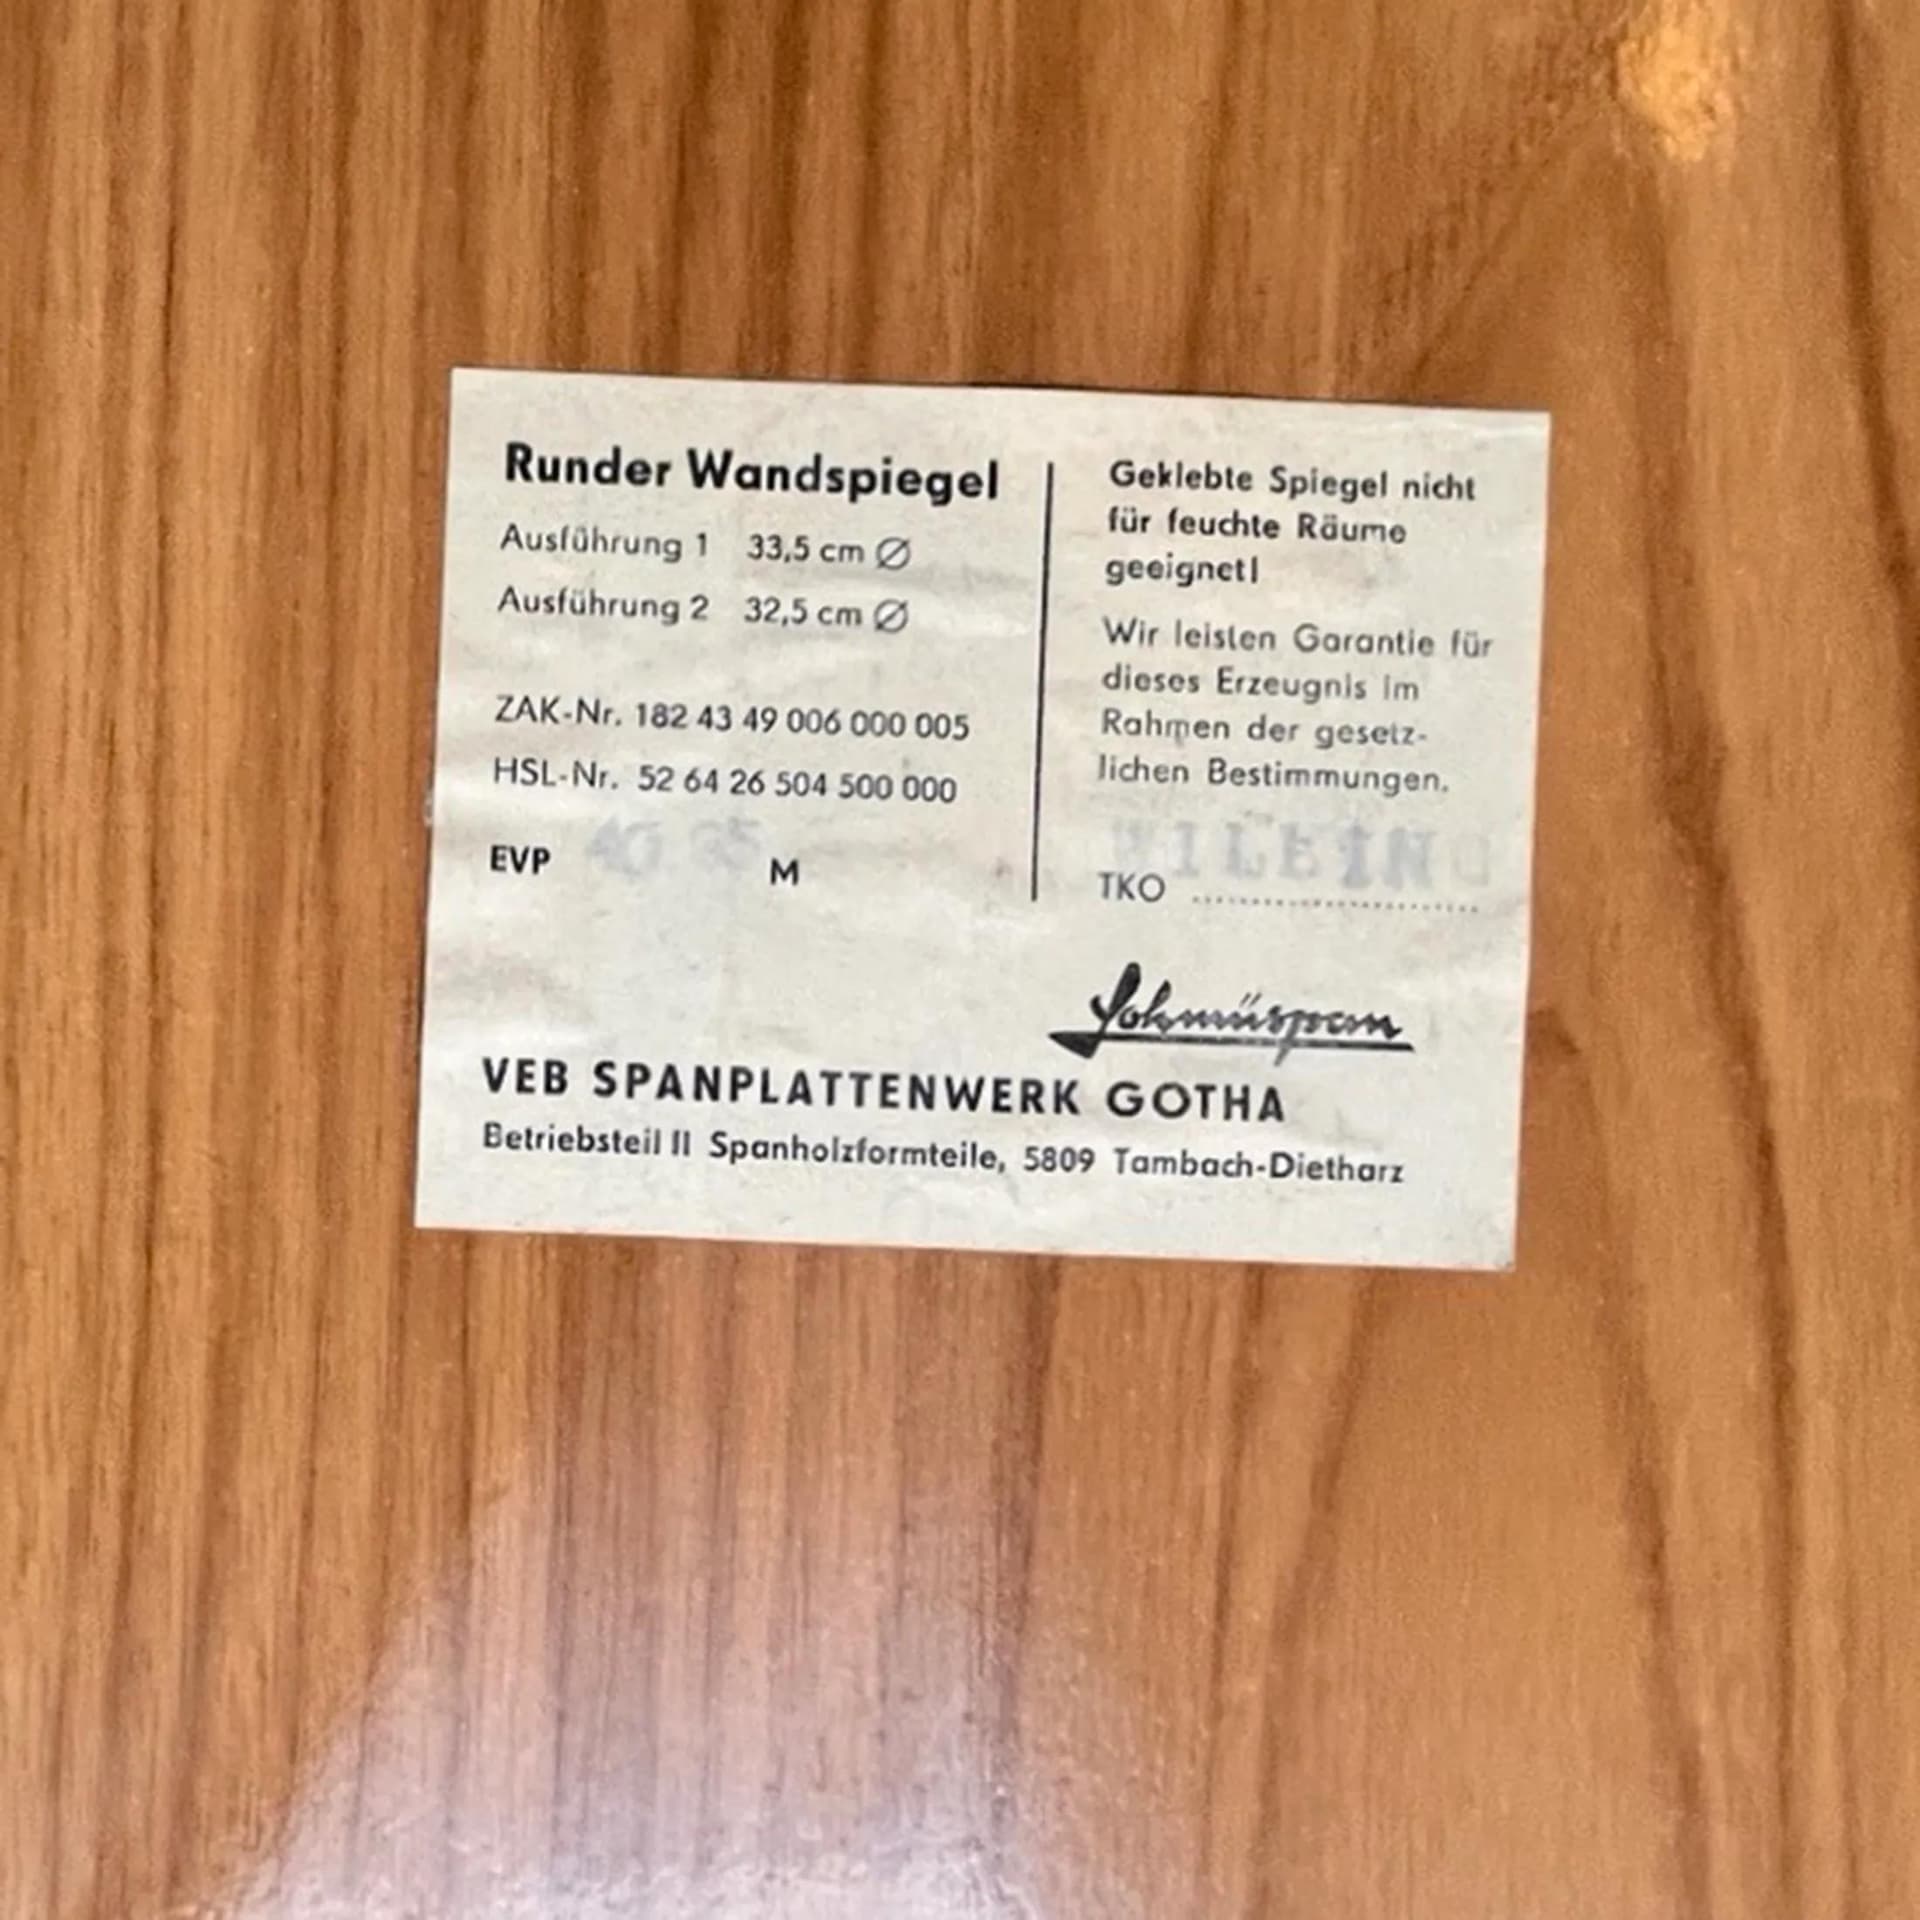 Runder Wandspiegel
Ausführung 1 33,5 cm ∅
Ausführung 2 32,5 cm ∅
ZAK-Nr. 182 43 49 006 000 005
HSL-Nr. 52 64 26 504 500 000
EVP M
Geklebte Spiegel nicht
für feuchte Räume
geeignet!
Wir leisten Garantie für
dieses Erzeugnis im
Rahmen der gesetz-
lichen Bestimmungen.
TKO
VEB SPANPLATTENWERK GOTHA
Betriebsteil II Spanholzformteile, 5809 Tambach-Dietharz